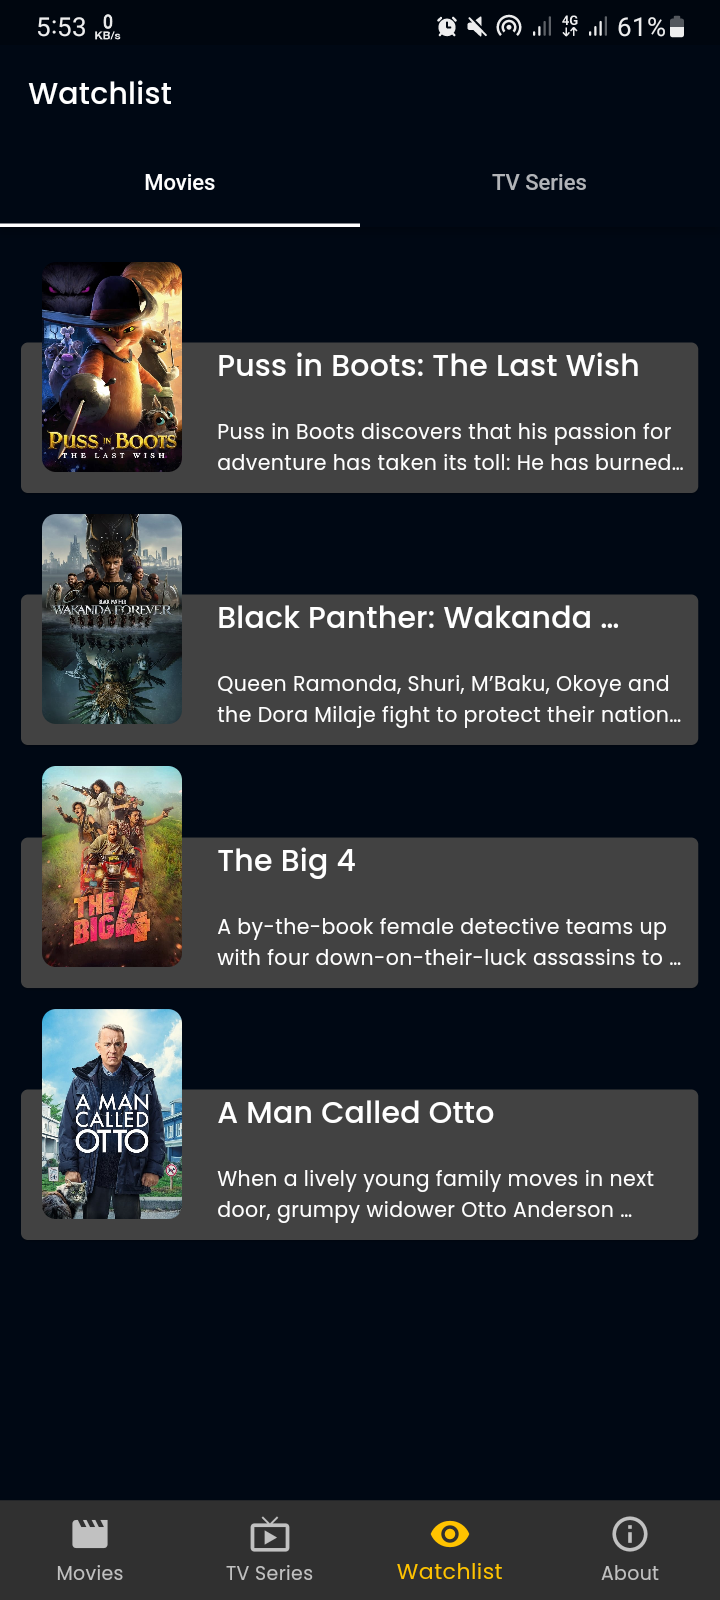 5:53 0 KB/s 4G 61%
Watchlist
Movies TV Series
PUSS IN BOOTS
THE LAST WISH
Puss in Boots: The Last Wish
Puss in Boots discovers that his passion for
adventure has taken its toll: He has burned…
BLACK PANTHER
WAKANDA FOREVER
Black Panther: Wakanda …
Queen Ramonda, Shuri, M’Baku, Okoye and
the Dora Milaje fight to protect their nation…
THE
BIG 4
The Big 4
A by-the-book female detective teams up
with four down-on-their-luck assassins to …
A MAN
CALLED
OTTO
A Man Called Otto
When a lively young family moves in next
door, grumpy widower Otto Anderson …
Movies TV Series Watchlist About